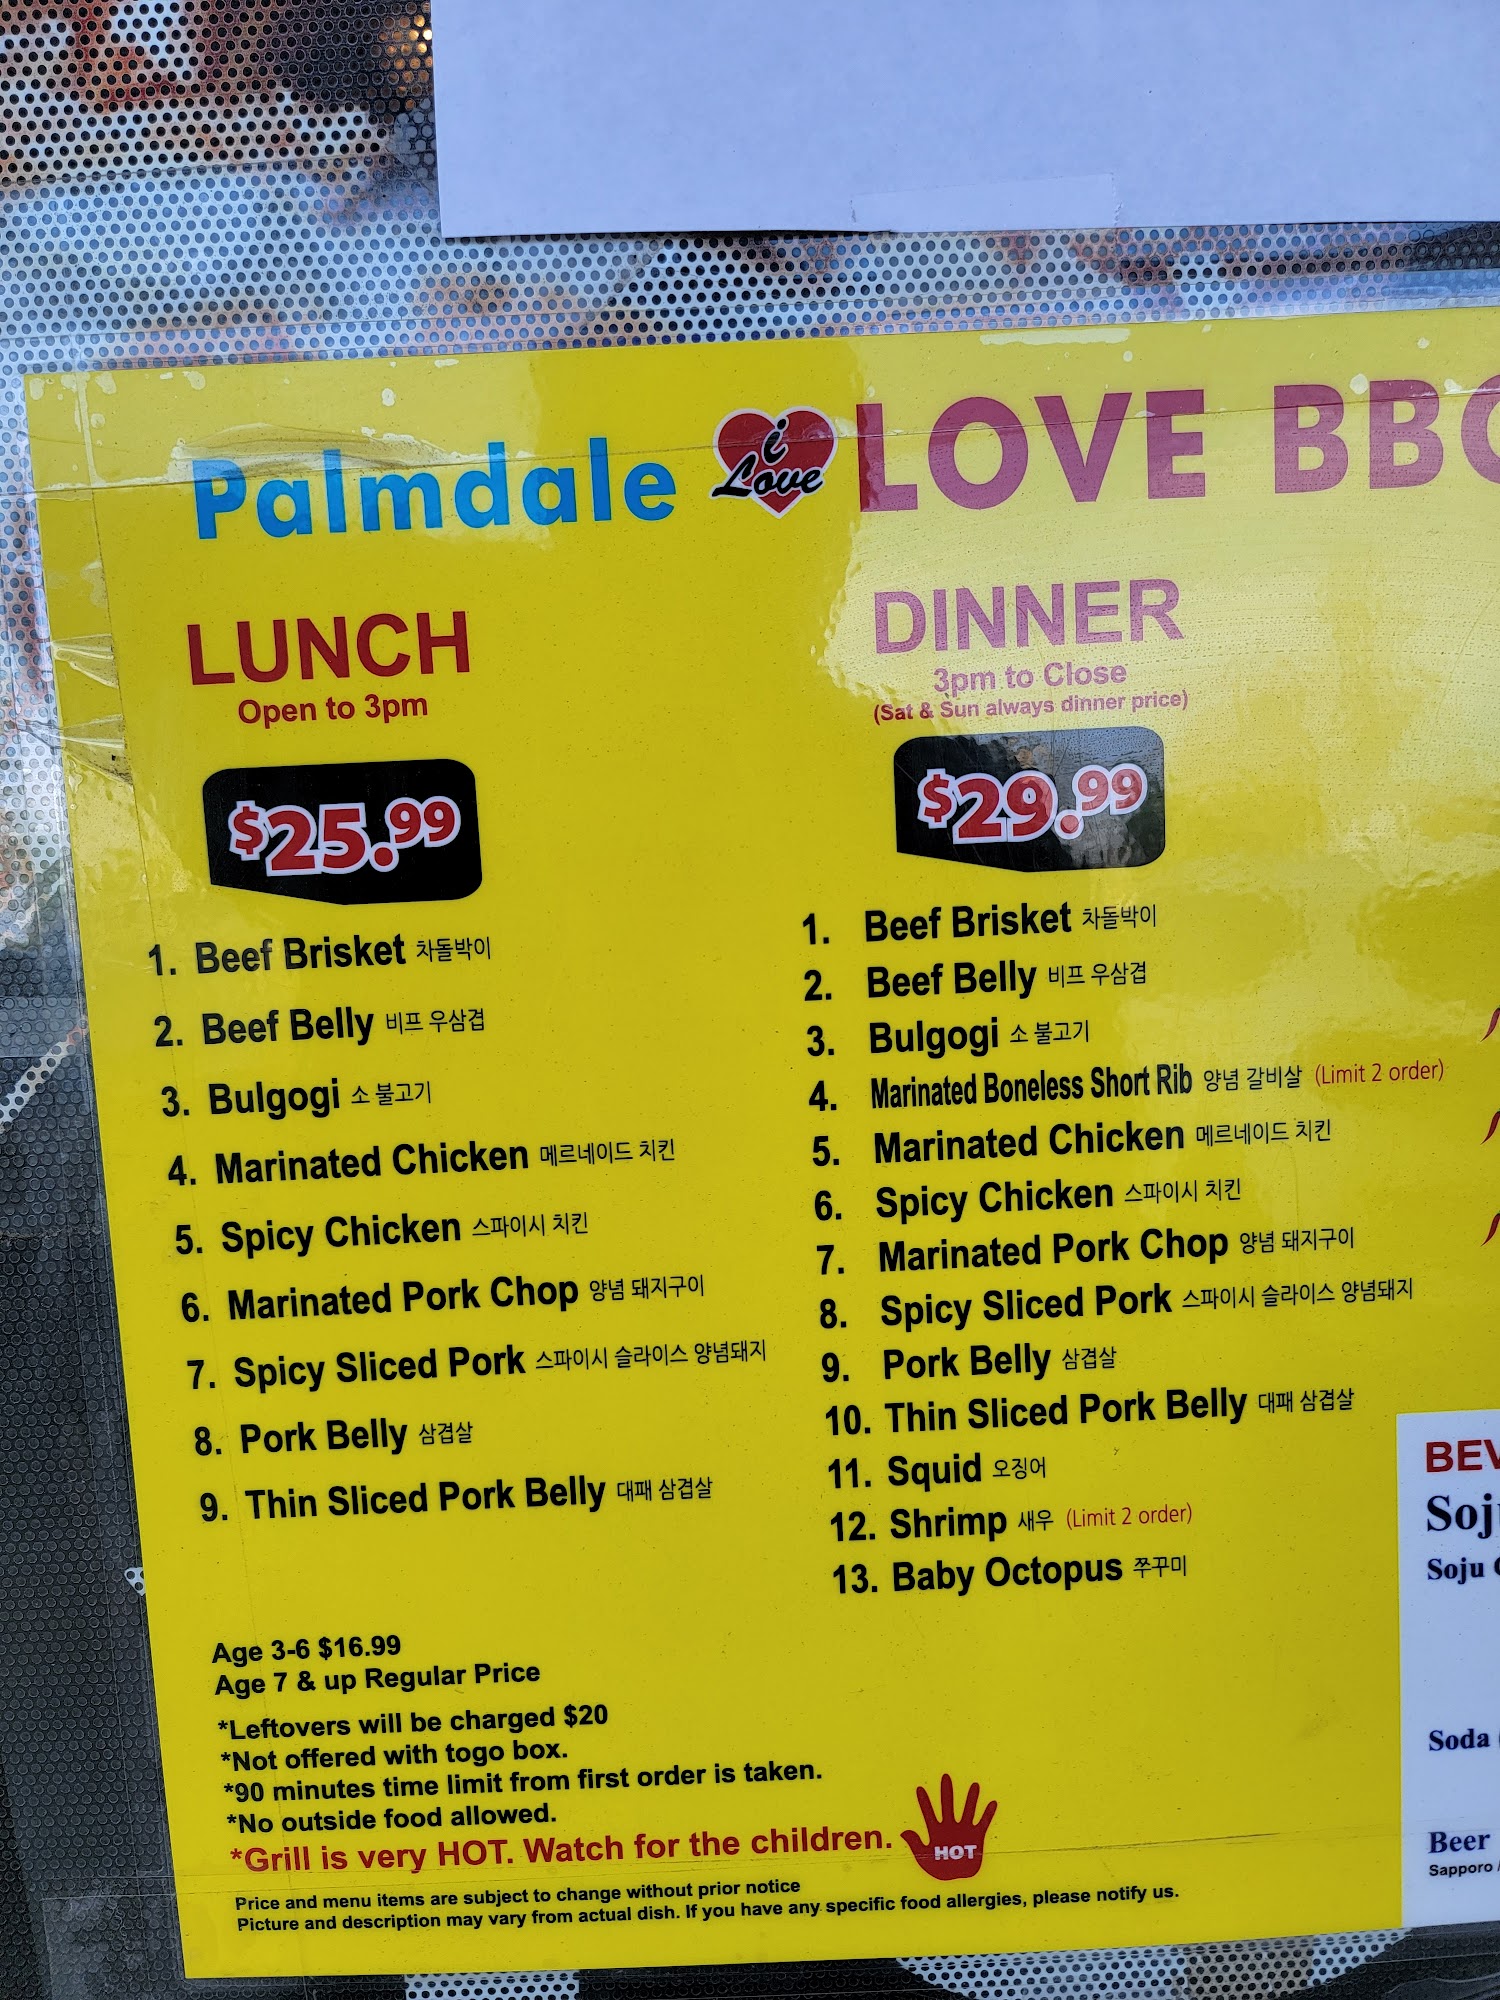 Palmdale i Love LOVE BBQ
LUNCH
Open to 3pm
$25.99
1. Beef Brisket 차돌박이
2. Beef Belly 비프 우삼겹
3. Bulgogi 소 불고기
4. Marinated Chicken 메르네이드 치킨
5. Spicy Chicken 스파이시 치킨
6. Marinated Pork Chop 양념 돼지구이
7. Spicy Sliced Pork 스파이시 슬라이스 양념돼지
8. Pork Belly 삼겹살
9. Thin Sliced Pork Belly 대패 삼겹살
DINNER
3pm to Close
(Sat & Sun always dinner price)
$29.99
1. Beef Brisket 차돌박이
2. Beef Belly 비프 우삼겹
3. Bulgogi 소 불고기
4. Marinated Boneless Short Rib 양념 갈비살 (Limit 2 order)
5. Marinated Chicken 메르네이드 치킨
6. Spicy Chicken 스파이시 치킨
7. Marinated Pork Chop 양념 돼지구이
8. Spicy Sliced Pork 스파이시 슬라이스 양념돼지
9. Pork Belly 삼겹살
10. Thin Sliced Pork Belly 대패 삼겹살
11. Squid 오징어
12. Shrimp 새우 (Limit 2 order)
13. Baby Octopus 쭈꾸미
Age 3-6 $16.99
Age 7 & up Regular Price
*Leftovers will be charged $20
*Not offered with togo box.
*90 minutes time limit from first order is taken.
*No outside food allowed.
*Grill is very HOT. Watch for the children.
HOT
Price and menu items are subject to change without prior notice
Picture and description may vary from actual dish. If you have any specific food allergies, please notify us.
Soju
Soda
Beer
Sapporo